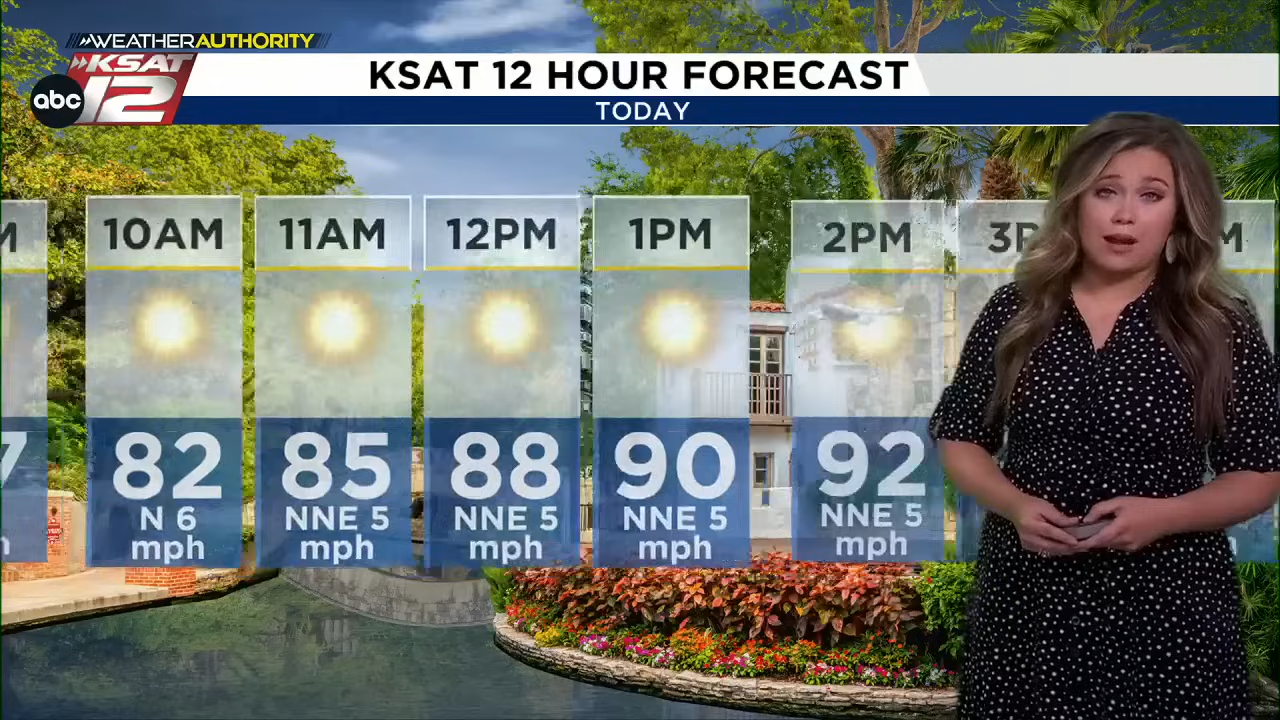 WEATHERAUTHORITY
KSAT
abc 12
KSAT 12 HOUR FORECAST
TODAY
10AM 11AM 12PM 1PM 2PM
82 85 88 90 92
N 6 NNE 5 NNE 5 NNE 5 NNE 5
mph mph mph mph mph